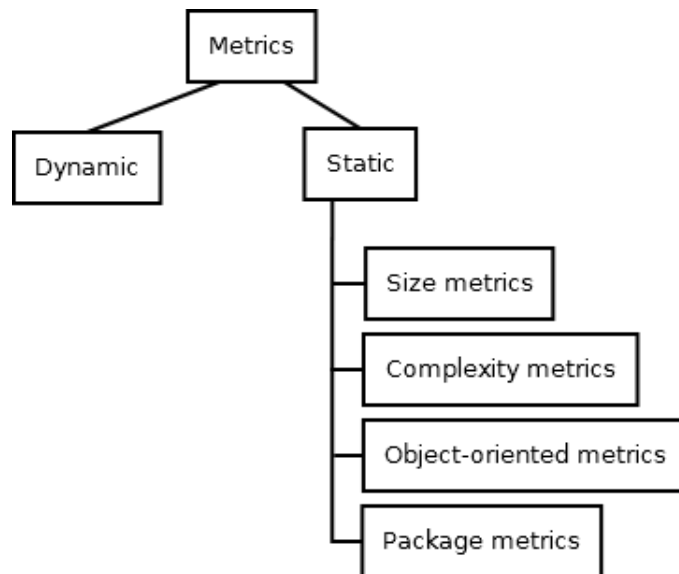 Metrics
Dynamic
Static
Size metrics
Complexity metrics
Object-oriented metrics
Package metrics